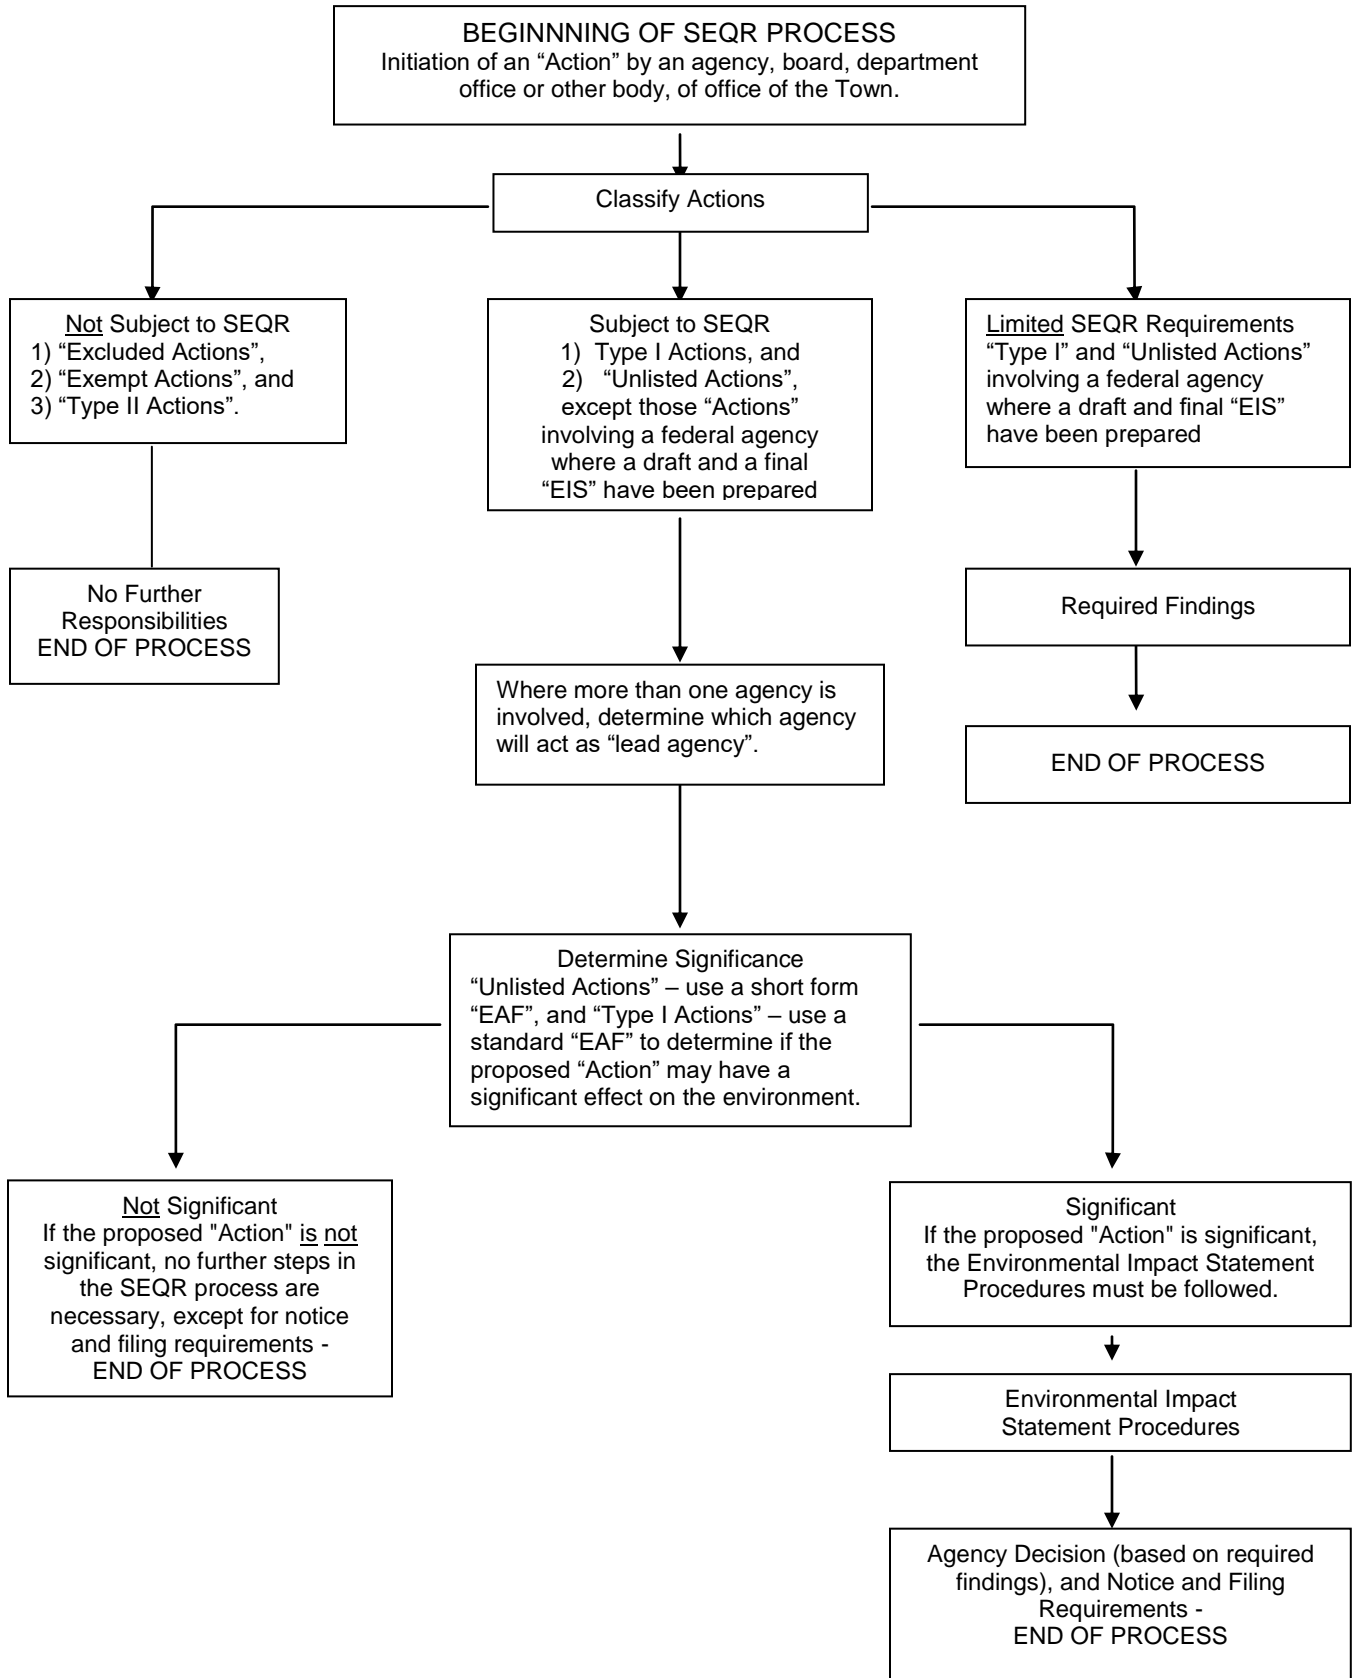 BEGINNNING OF SEQR PROCESS
Initiation of an “Action” by an agency, board, department
office or other body, of office of the Town.
Classify Actions
Not Subject to SEQR
1) “Excluded Actions”,
2) “Exempt Actions”, and
3) “Type II Actions”.
Subject to SEQR
1) Type I Actions, and
2) “Unlisted Actions”,
except those “Actions”
involving a federal agency
where a draft and a final
“EIS” have been prepared
Limited SEQR Requirements
“Type I” and “Unlisted Actions”
involving a federal agency
where a draft and final “EIS”
have been prepared
No Further
Responsibilities
END OF PROCESS
Required Findings
Where more than one agency is
involved, determine which agency
will act as “lead agency”.
END OF PROCESS
Determine Significance
“Unlisted Actions” – use a short form
“EAF”, and “Type I Actions” – use a
standard “EAF” to determine if the
proposed “Action” may have a
significant effect on the environment.
Not Significant
If the proposed "Action" is not
significant, no further steps in
the SEQR process are
necessary, except for notice
and filing requirements -
END OF PROCESS
Significant
If the proposed "Action" is significant,
the Environmental Impact Statement
Procedures must be followed.
Environmental Impact
Statement Procedures
Agency Decision (based on required
findings), and Notice and Filing
Requirements -
END OF PROCESS